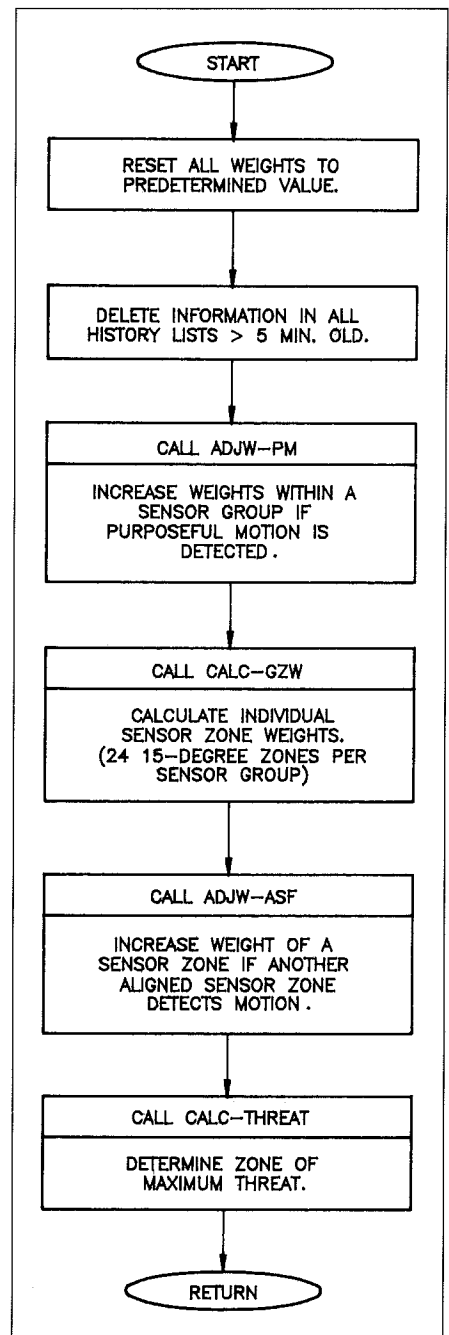 START
RESET ALL WEIGHTS TO
PREDETERMINED VALUE.
DELETE INFORMATION IN ALL
HISTORY LISTS > 5 MIN. OLD.
CALL ADJW-PM
INCREASE WEIGHTS WITHIN A
SENSOR GROUP IF
PURPOSEFUL MOTION IS
DETECTED.
CALL CALC-GZW
CALCULATE INDIVIDUAL
SENSOR ZONE WEIGHTS.
(24 15-DEGREE ZONES PER
SENSOR GROUP)
CALL ADJW-ASF
INCREASE WEIGHT OF A
SENSOR ZONE IF ANOTHER
ALIGNED SENSOR ZONE
DETECTS MOTION.
CALL CALC-THREAT
DETERMINE ZONE OF
MAXIMUM THREAT.
RETURN